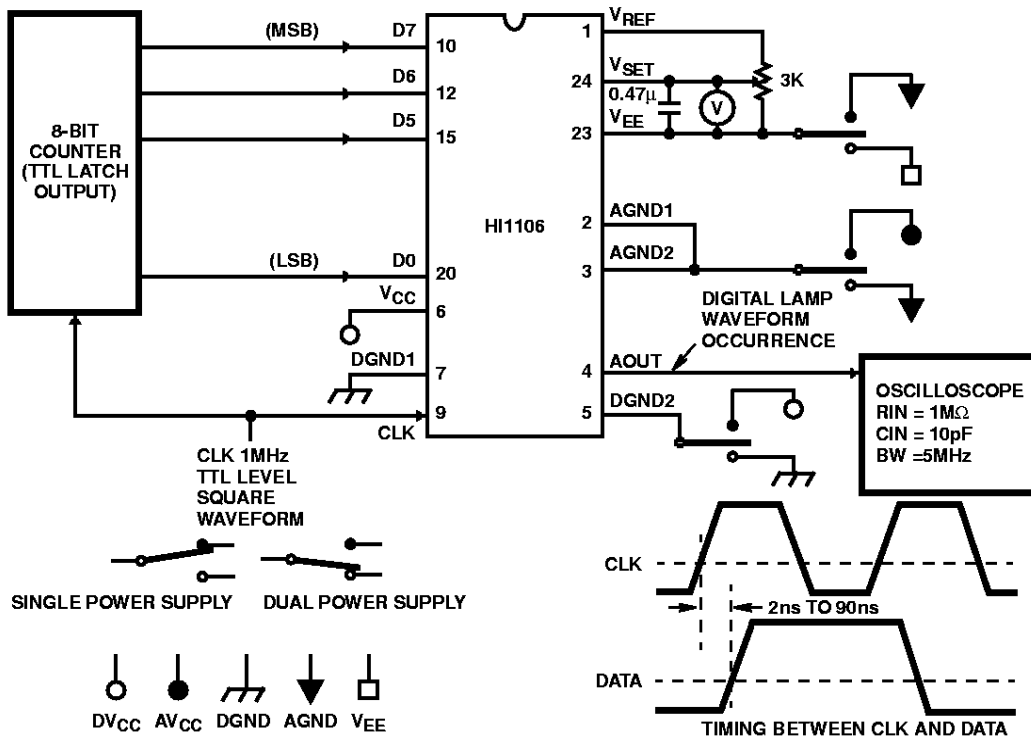 8-BIT
COUNTER
(TTL LATCH
OUTPUT)
(MSB) D7 10
D6 12
D5 15
(LSB) D0 20
VCC 6
DGND1 7
9
CLK
HI1106
1 VREF
24 VSET
0.47µ
V
3K
23 VEE
2 AGND1
3 AGND2
DIGITAL LAMP
WAVEFORM
OCCURRENCE
4 AOUT
5 DGND2
OSCILLOSCOPE
RIN = 1MΩ
CIN = 10pF
BW =5MHz
CLK 1MHz
TTL LEVEL
SQUARE
WAVEFORM
SINGLE POWER SUPPLY
DUAL POWER SUPPLY
DVCC AVCC DGND AGND VEE
CLK
2ns TO 90ns
DATA
TIMING BETWEEN CLK AND DATA